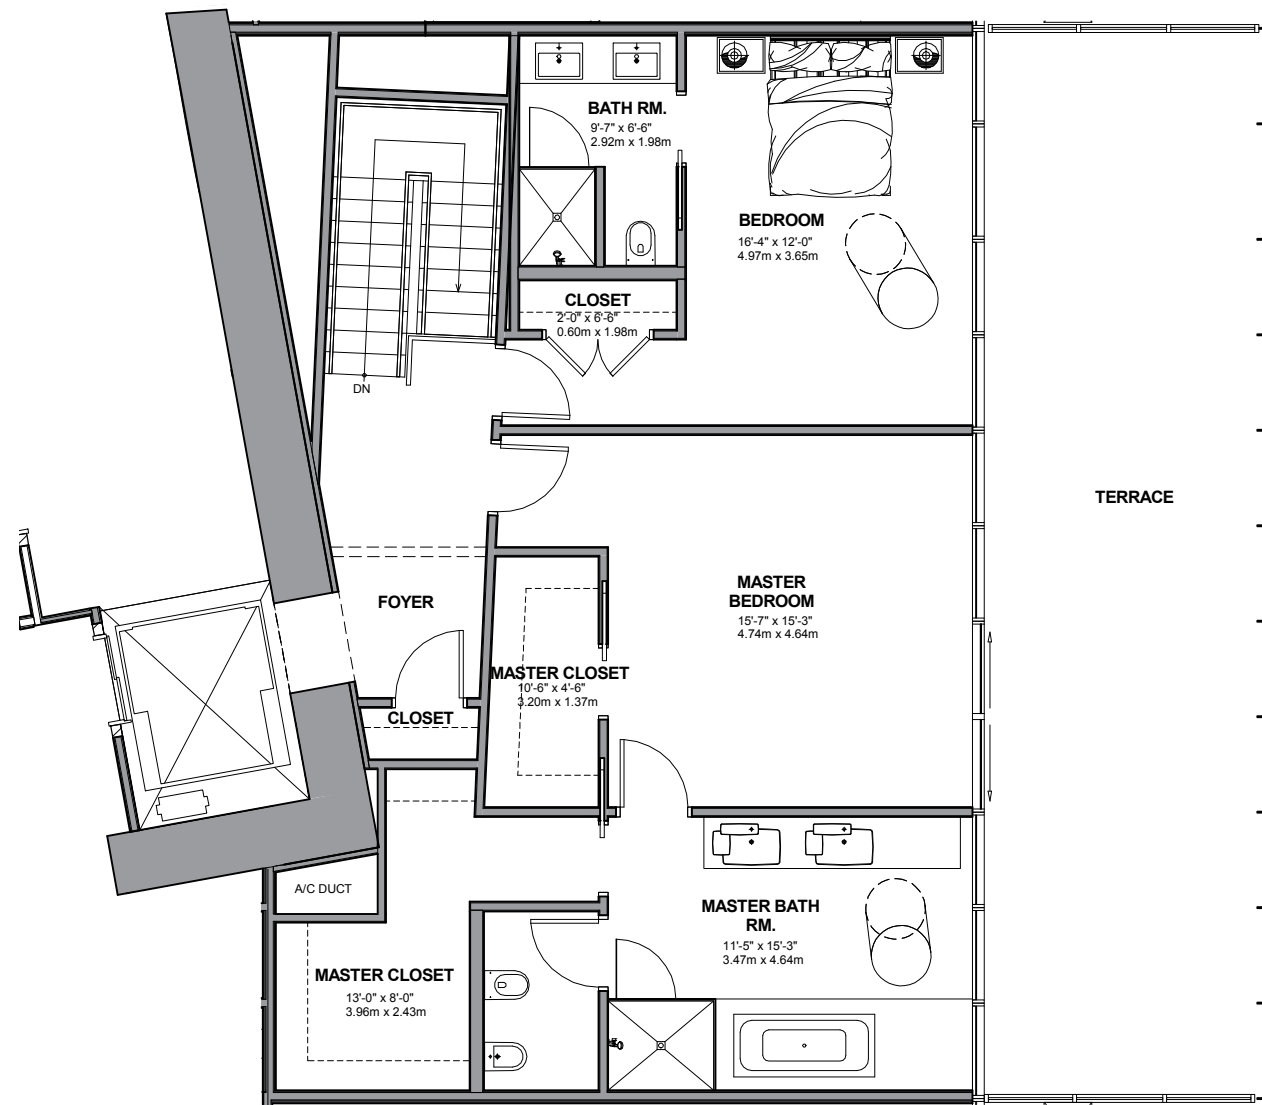 BATH RM.
9'-7" x 6'-6"
2.92m x 1.98m
BEDROOM
16'-4" x 12'-0"
4.97m x 3.65m
CLOSET
2'-0" x 6'-6"
0.60m x 1.98m
DN
TERRACE
MASTER
BEDROOM
15'-7" x 15'-3"
4.74m x 4.64m
FOYER
MASTER CLOSET
10'-6" x 4'-6"
3.20m x 1.37m
CLOSET
A/C DUCT
MASTER BATH
RM.
11'-5" x 15'-3"
3.47m x 4.64m
MASTER CLOSET
13'-0" x 8'-0"
3.96m x 2.43m